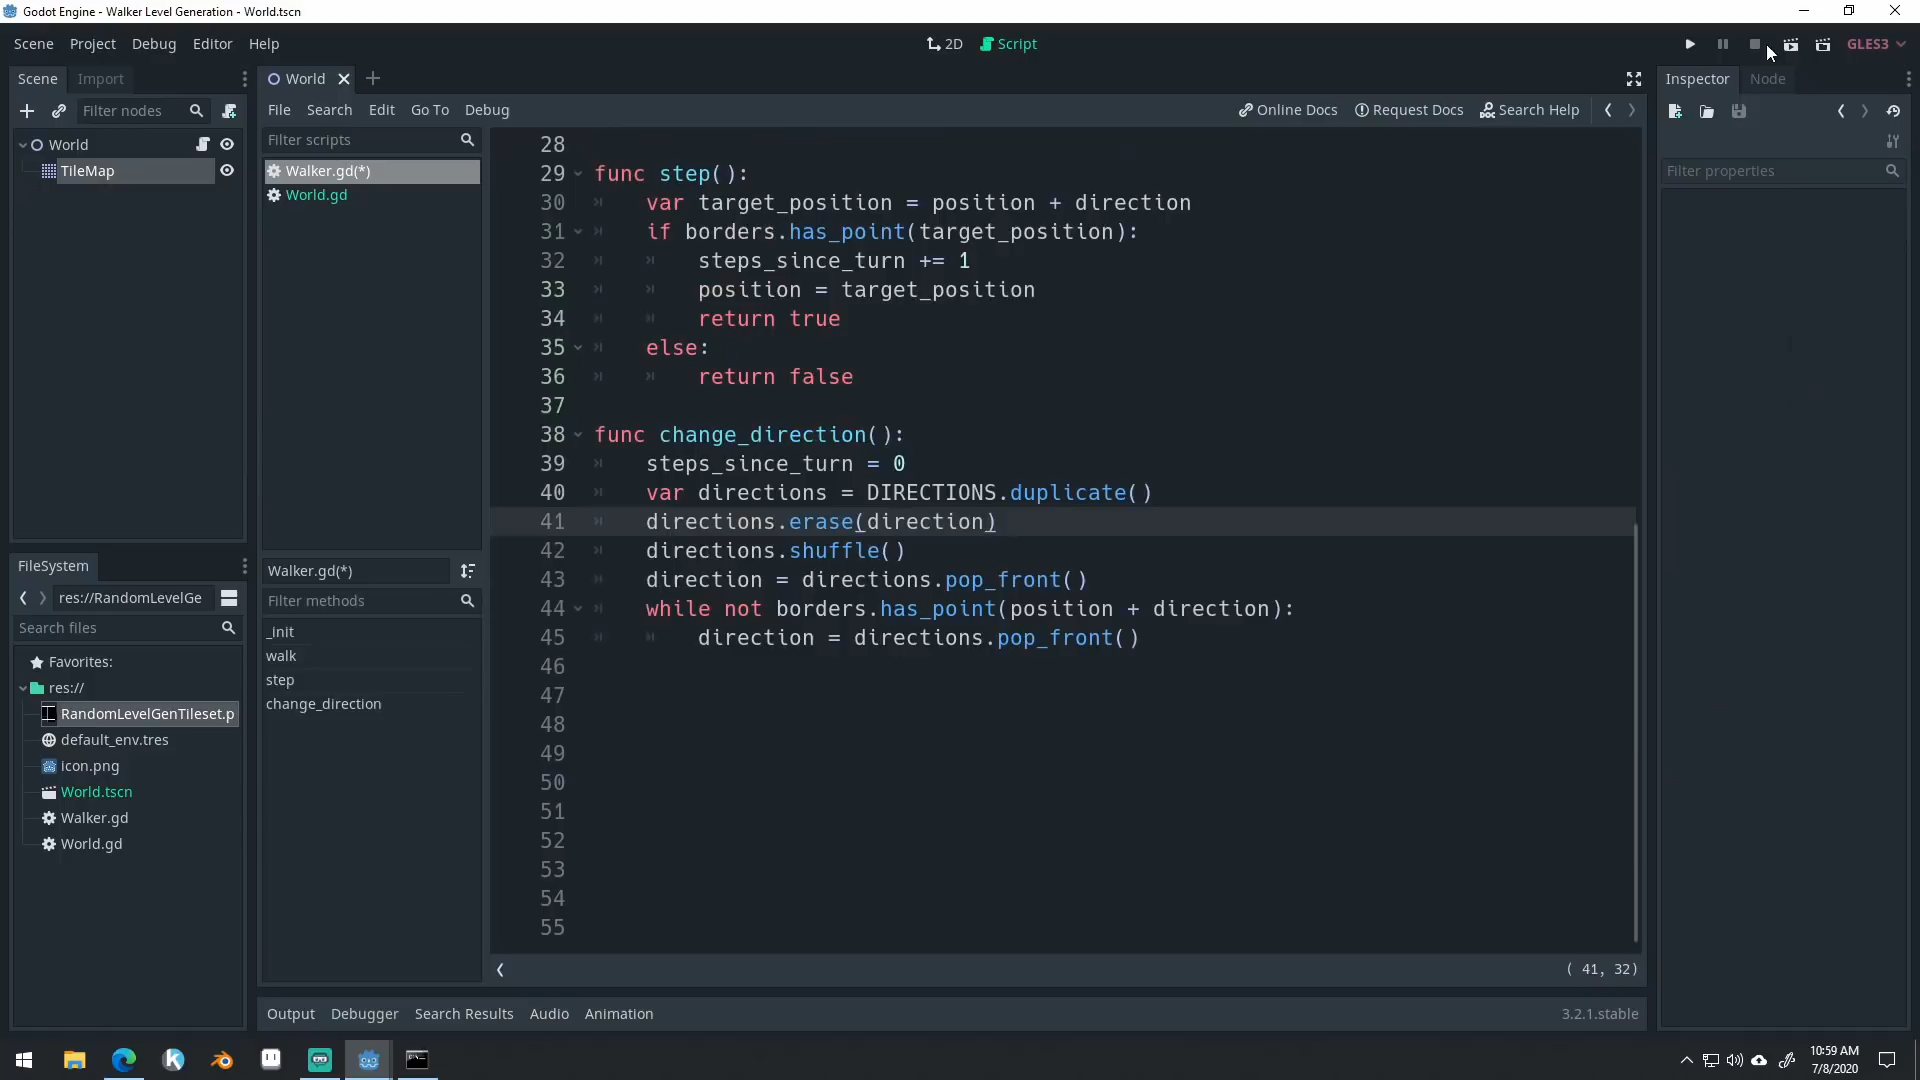 Godot Engine - Walker Level Generation - World.tscn
Scene Project Debug Editor Help
2D Script
GLES3
Scene Import
Filter nodes
World
TileMap
World
File Search Edit Go To Debug
Online Docs Request Docs Search Help
Filter scripts
Walker.gd(*)
World.gd
Walker.gd(*)
Filter methods
_init
walk
step
change_direction
28
29 func step():
30 var target_position = position + direction
31 if borders.has_point(target_position):
32 steps_since_turn += 1
33 position = target_position
34 return true
35 else:
36 return false
37
38 func change_direction():
39 steps_since_turn = 0
40 var directions = DIRECTIONS.duplicate()
41 directions.erase(direction)
42 directions.shuffle()
43 direction = directions.pop_front()
44 while not borders.has_point(position + direction):
45 direction = directions.pop_front()
46
47
48
49
50
51
52
53
54
55
( 41, 32)
Inspector Node
Filter properties
FileSystem
res://RandomLevelGe
Search files
Favorites:
res://
RandomLevelGenTileset.p
default_env.tres
icon.png
World.tscn
Walker.gd
World.gd
Output Debugger Search Results Audio Animation
3.2.1.stable
10:59 AM
7/8/2020